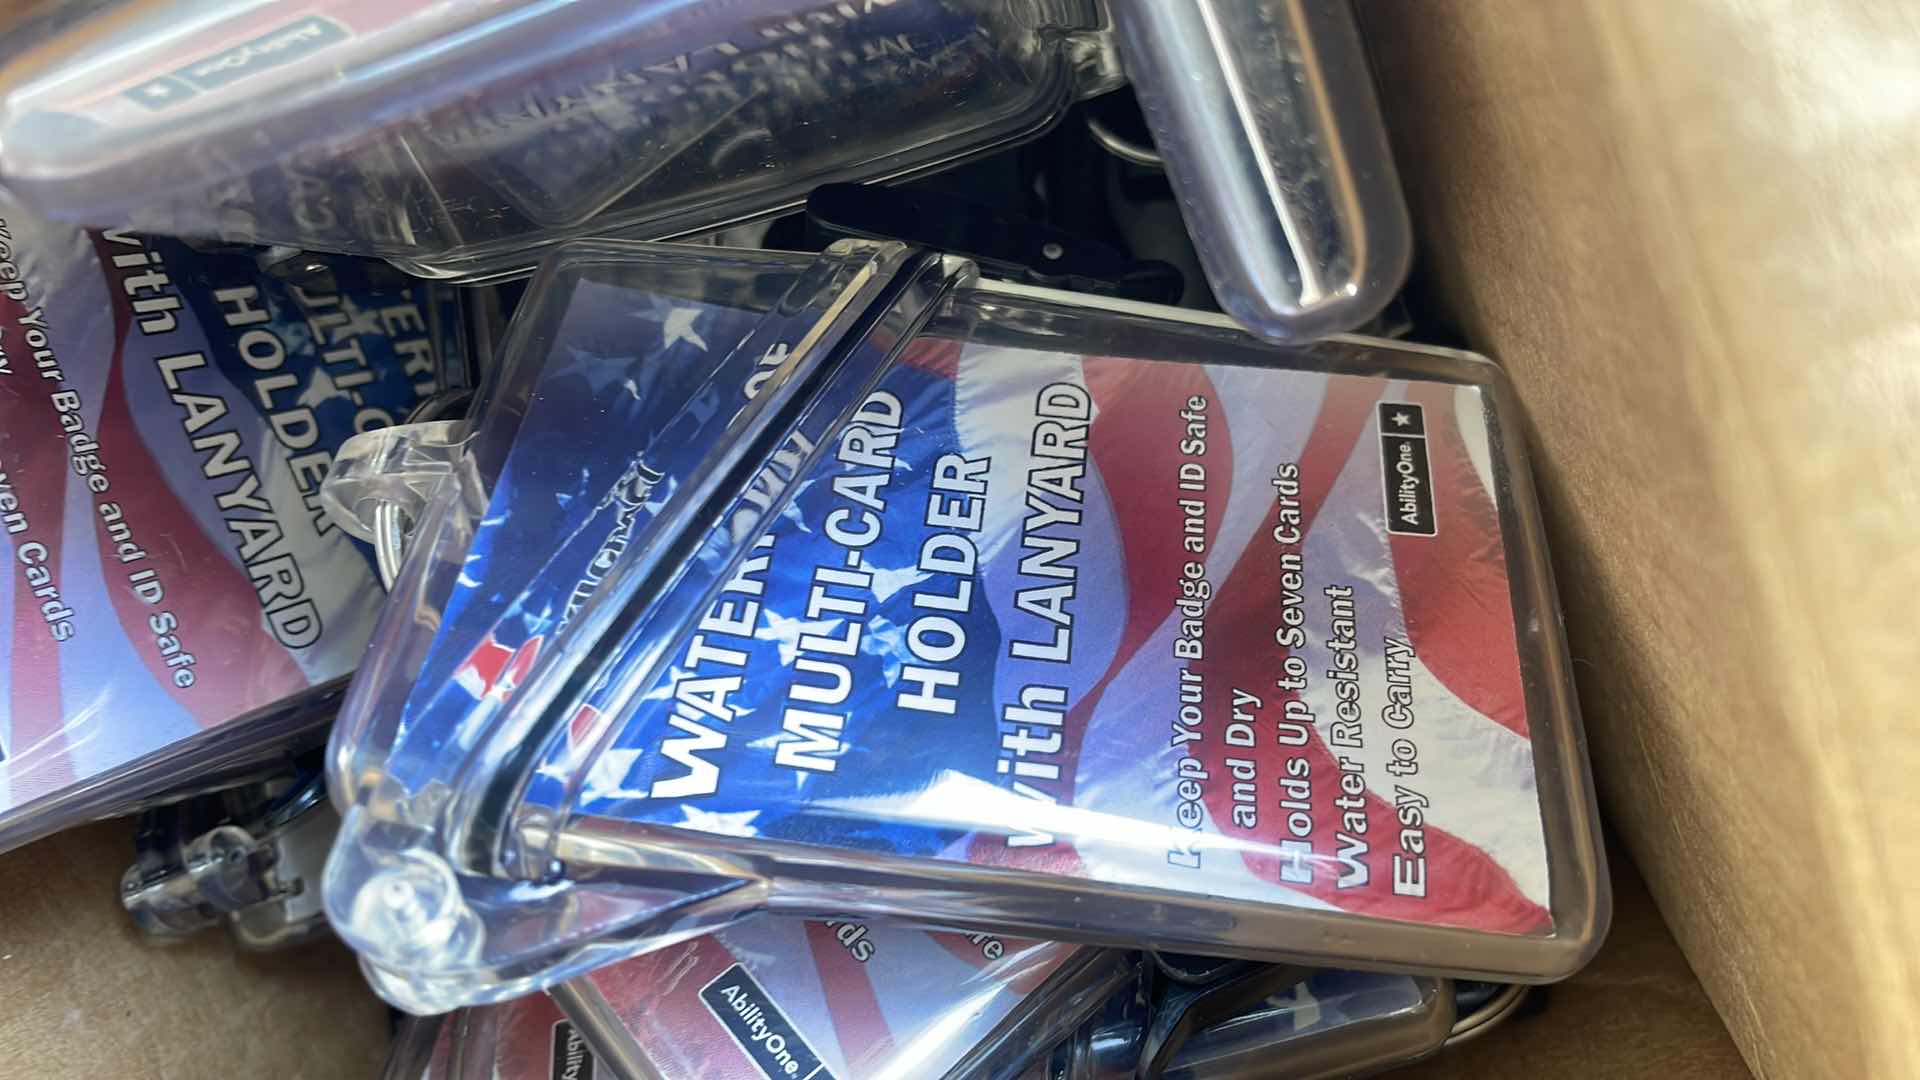 MULTI-CARD
HOLDER
with LANYARD
Keep Your Badge and ID Safe
and Dry
Holds Up to Seven Cards
Water Resistant
Easy to Carry
AbilityOne
HOLDER
with LANYARD
Your Badge and ID Safe
Cards
AbilityOne
AbilityOne